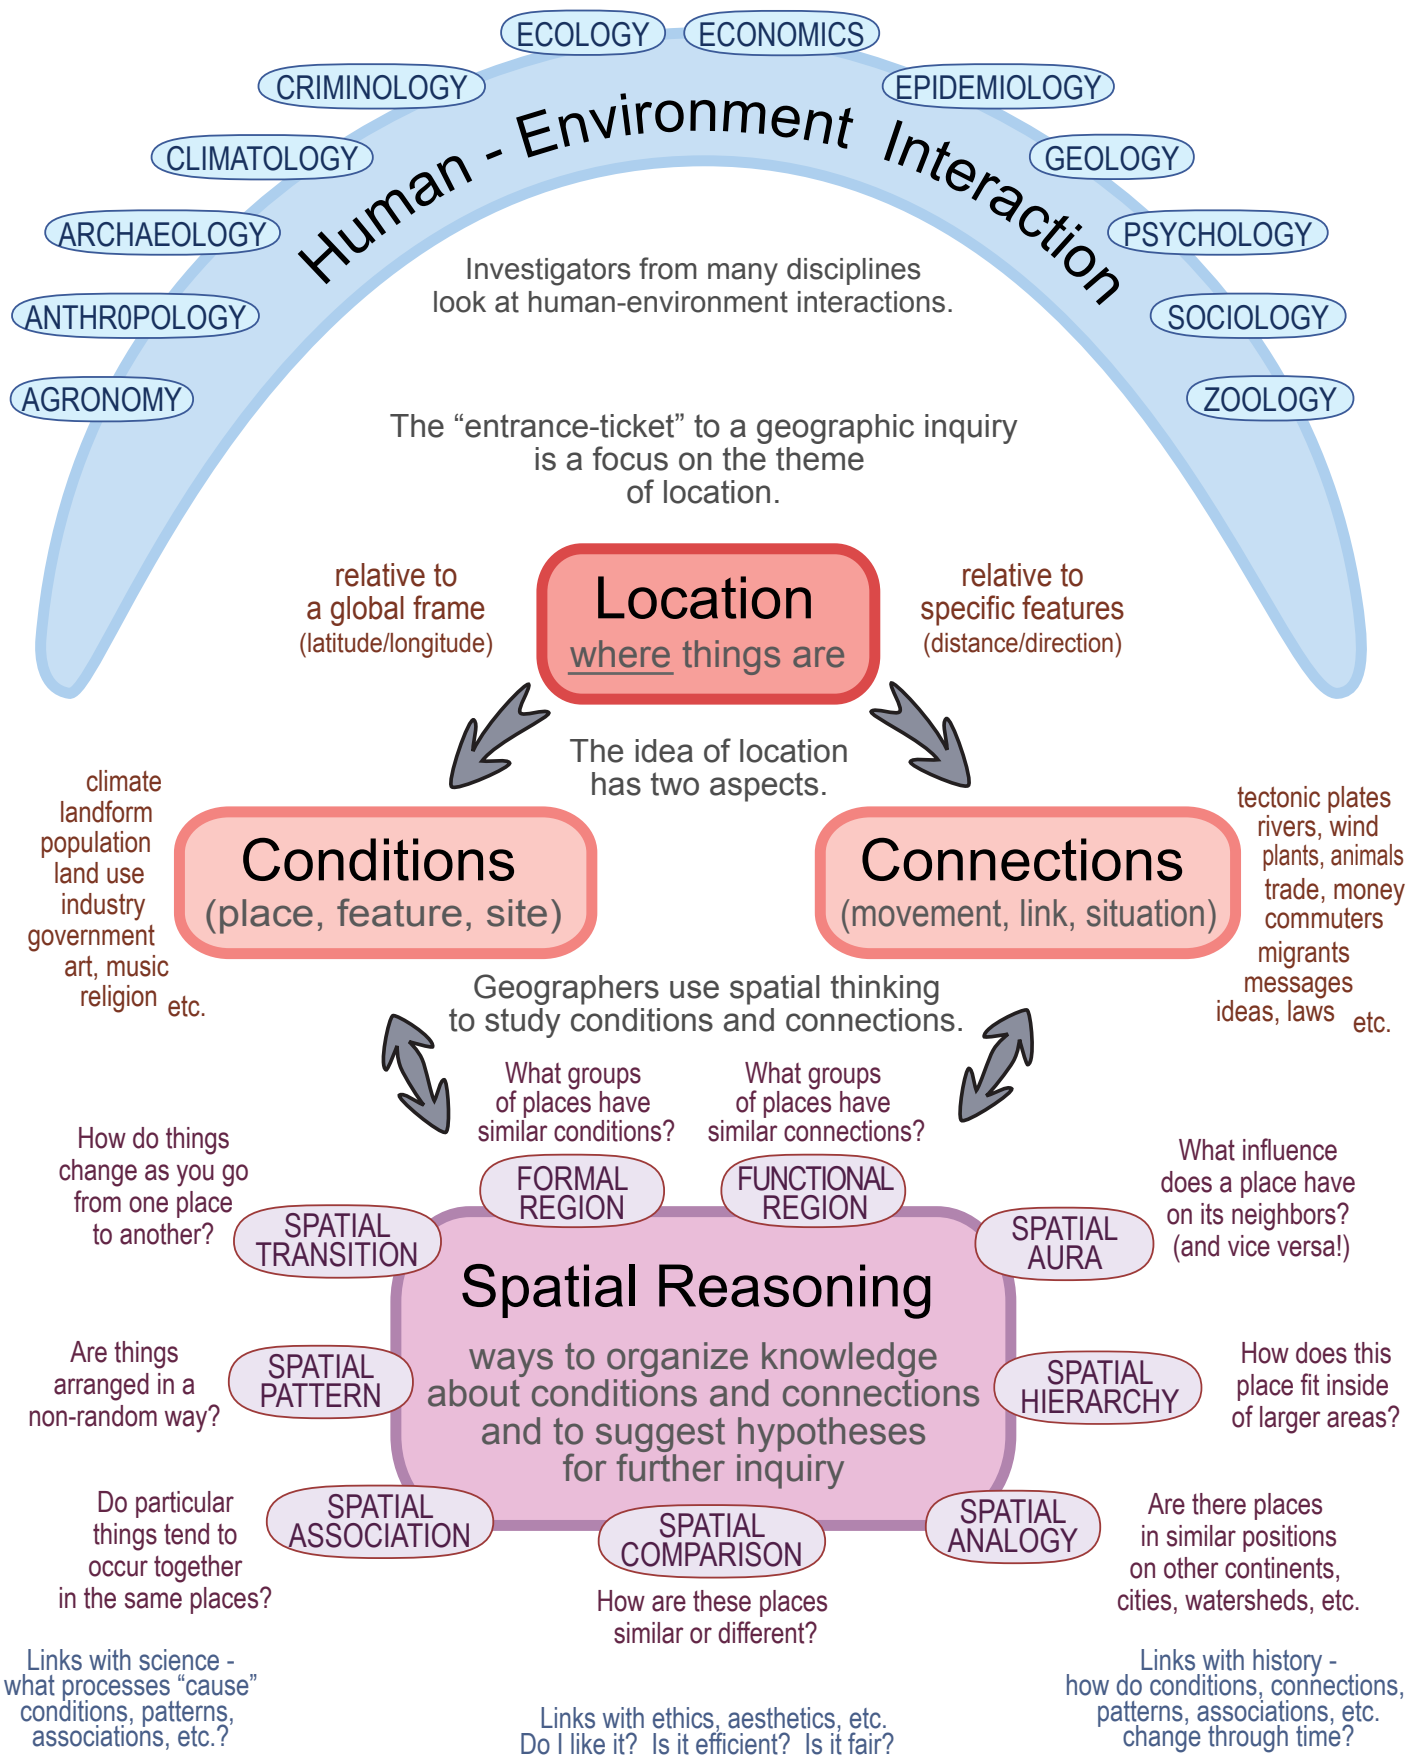 ECOLOGY
ECONOMICS
CRIMINOLOGY
EPIDEMIOLOGY
CLIMATOLOGY
GEOLOGY
ARCHAEOLOGY
PSYCHOLOGY
ANTHR0POLOGY
SOCIOLOGY
AGRONOMY
ZOOLOGY
Human - Environment Interaction
Investigators from many disciplines
look at human-environment interactions.
The “entrance-ticket” to a geographic inquiry
is a focus on the theme
of location.
relative to
a global frame
(latitude/longitude)
Location
where things are
relative to
specific features
(distance/direction)
The idea of location
has two aspects.
climate
landform
population
land use
industry
government
art, music
religion etc.
Conditions
(place, feature, site)
Connections
(movement, link, situation)
tectonic plates
rivers, wind
plants, animals
trade, money
commuters
migrants
messages
ideas, laws etc.
Geographers use spatial thinking
to study conditions and connections.
What groups
of places have
similar conditions?
What groups
of places have
similar connections?
How do things
change as you go
from one place
to another?
SPATIAL
TRANSITION
FORMAL
REGION
FUNCTIONAL
REGION
SPATIAL
AURA
What influence
does a place have
on its neighbors?
(and vice versa!)
Spatial Reasoning
ways to organize knowledge
about conditions and connections
and to suggest hypotheses
for further inquiry
Are things
arranged in a
non-random way?
SPATIAL
PATTERN
SPATIAL
HIERARCHY
How does this
place fit inside
of larger areas?
Do particular
things tend to
occur together
in the same places?
SPATIAL
ASSOCIATION
SPATIAL
COMPARISON
How are these places
similar or different?
SPATIAL
ANALOGY
Are there places
in similar positions
on other continents,
cities, watersheds, etc.
Links with science -
what processes “cause”
conditions, patterns,
associations, etc.?
Links with ethics, aesthetics, etc.
Do I like it? Is it efficient? Is it fair?
Links with history -
how do conditions, connections,
patterns, associations, etc.
change through time?